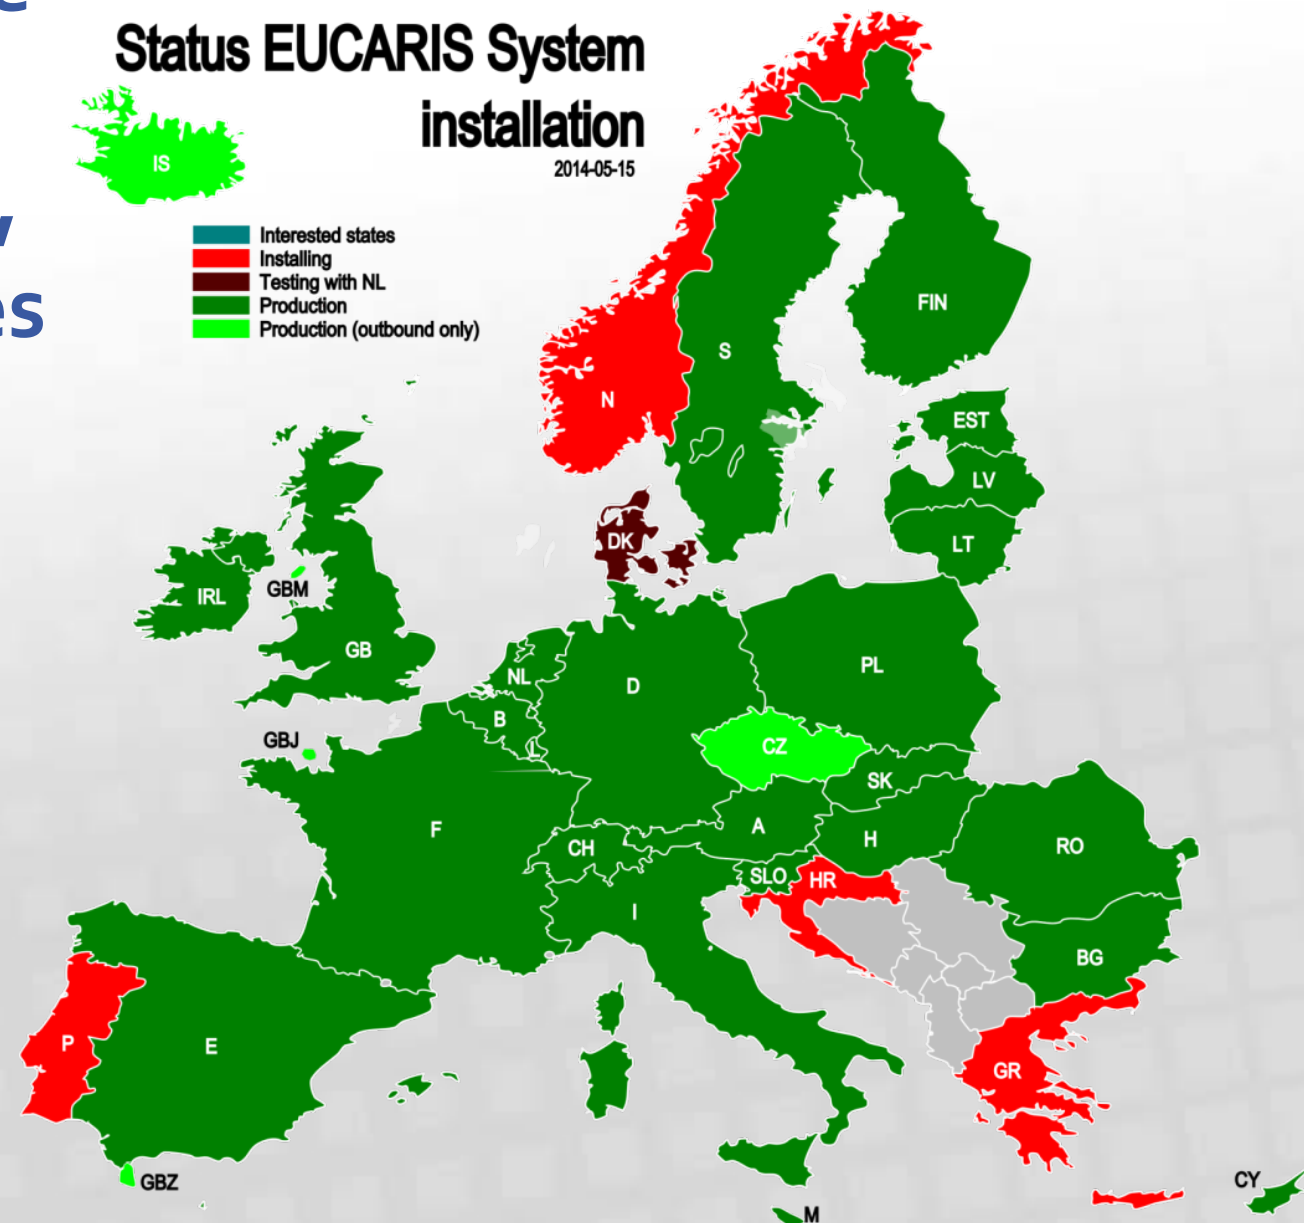 Status EUCARIS System
installation
2014-05-15
IS
Interested states
Installing
Testing with NL
Production
Production (outbound only)
FIN
S
N
EST
LV
LT
DK
IRL
GBM
GB
NL
D
PL
B
L
GBJ
CZ
SK
F
CH
A
H
RO
SLO
HR
I
BG
P
E
GR
GBZ
CY
M
es